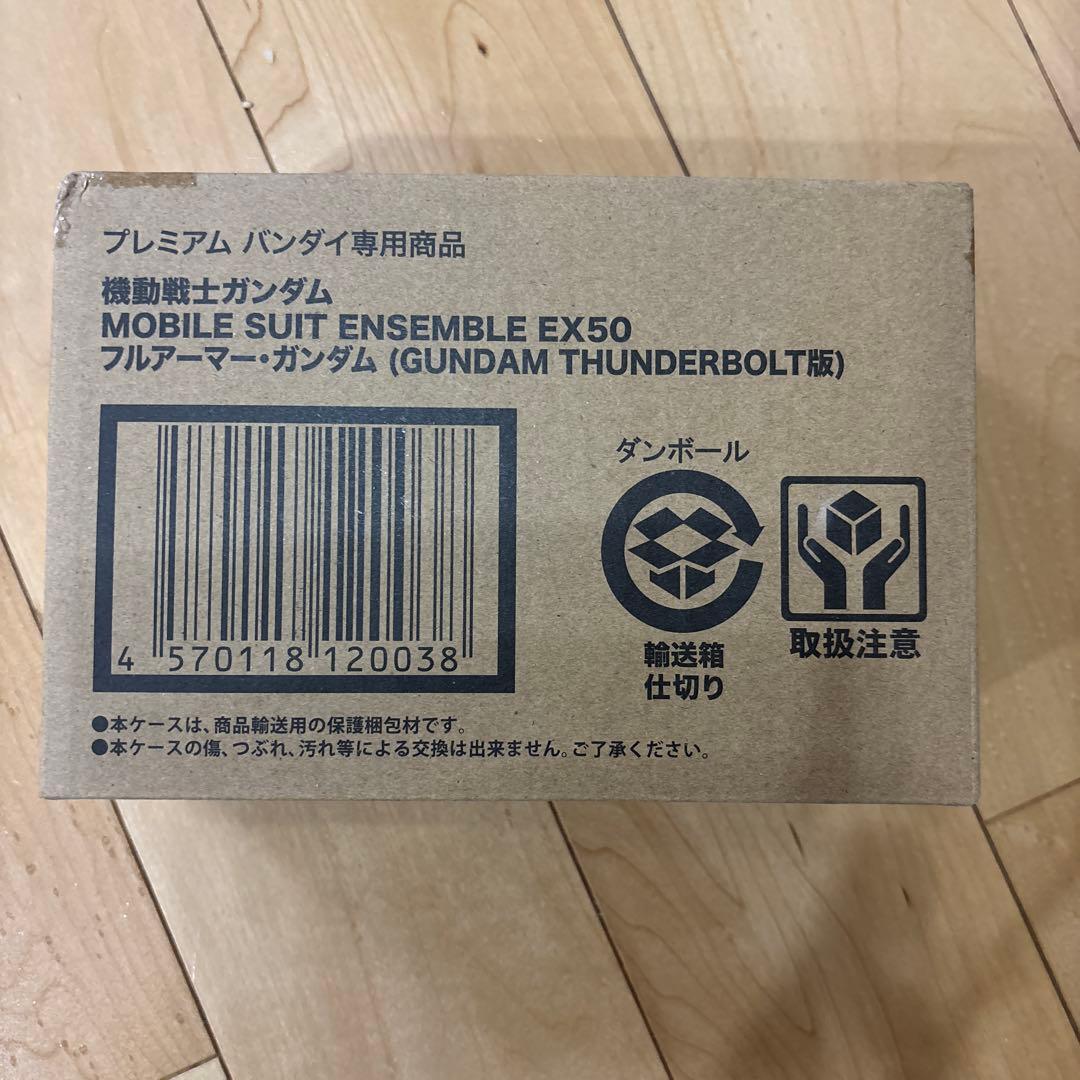 プレミアム バンダイ専用商品
機動戦士ガンダム
MOBILE SUIT ENSEMBLE EX50
フルアーマー・ガンダム (GUNDAM THUNDERBOLT版)
ダンボール
輸送箱
仕切り
取扱注意
4 570118 120038
●本ケースは、商品輸送用の保護梱包材です。
●本ケースの傷、つぶれ、汚れ等による交換は出来ません。ご了承ください。